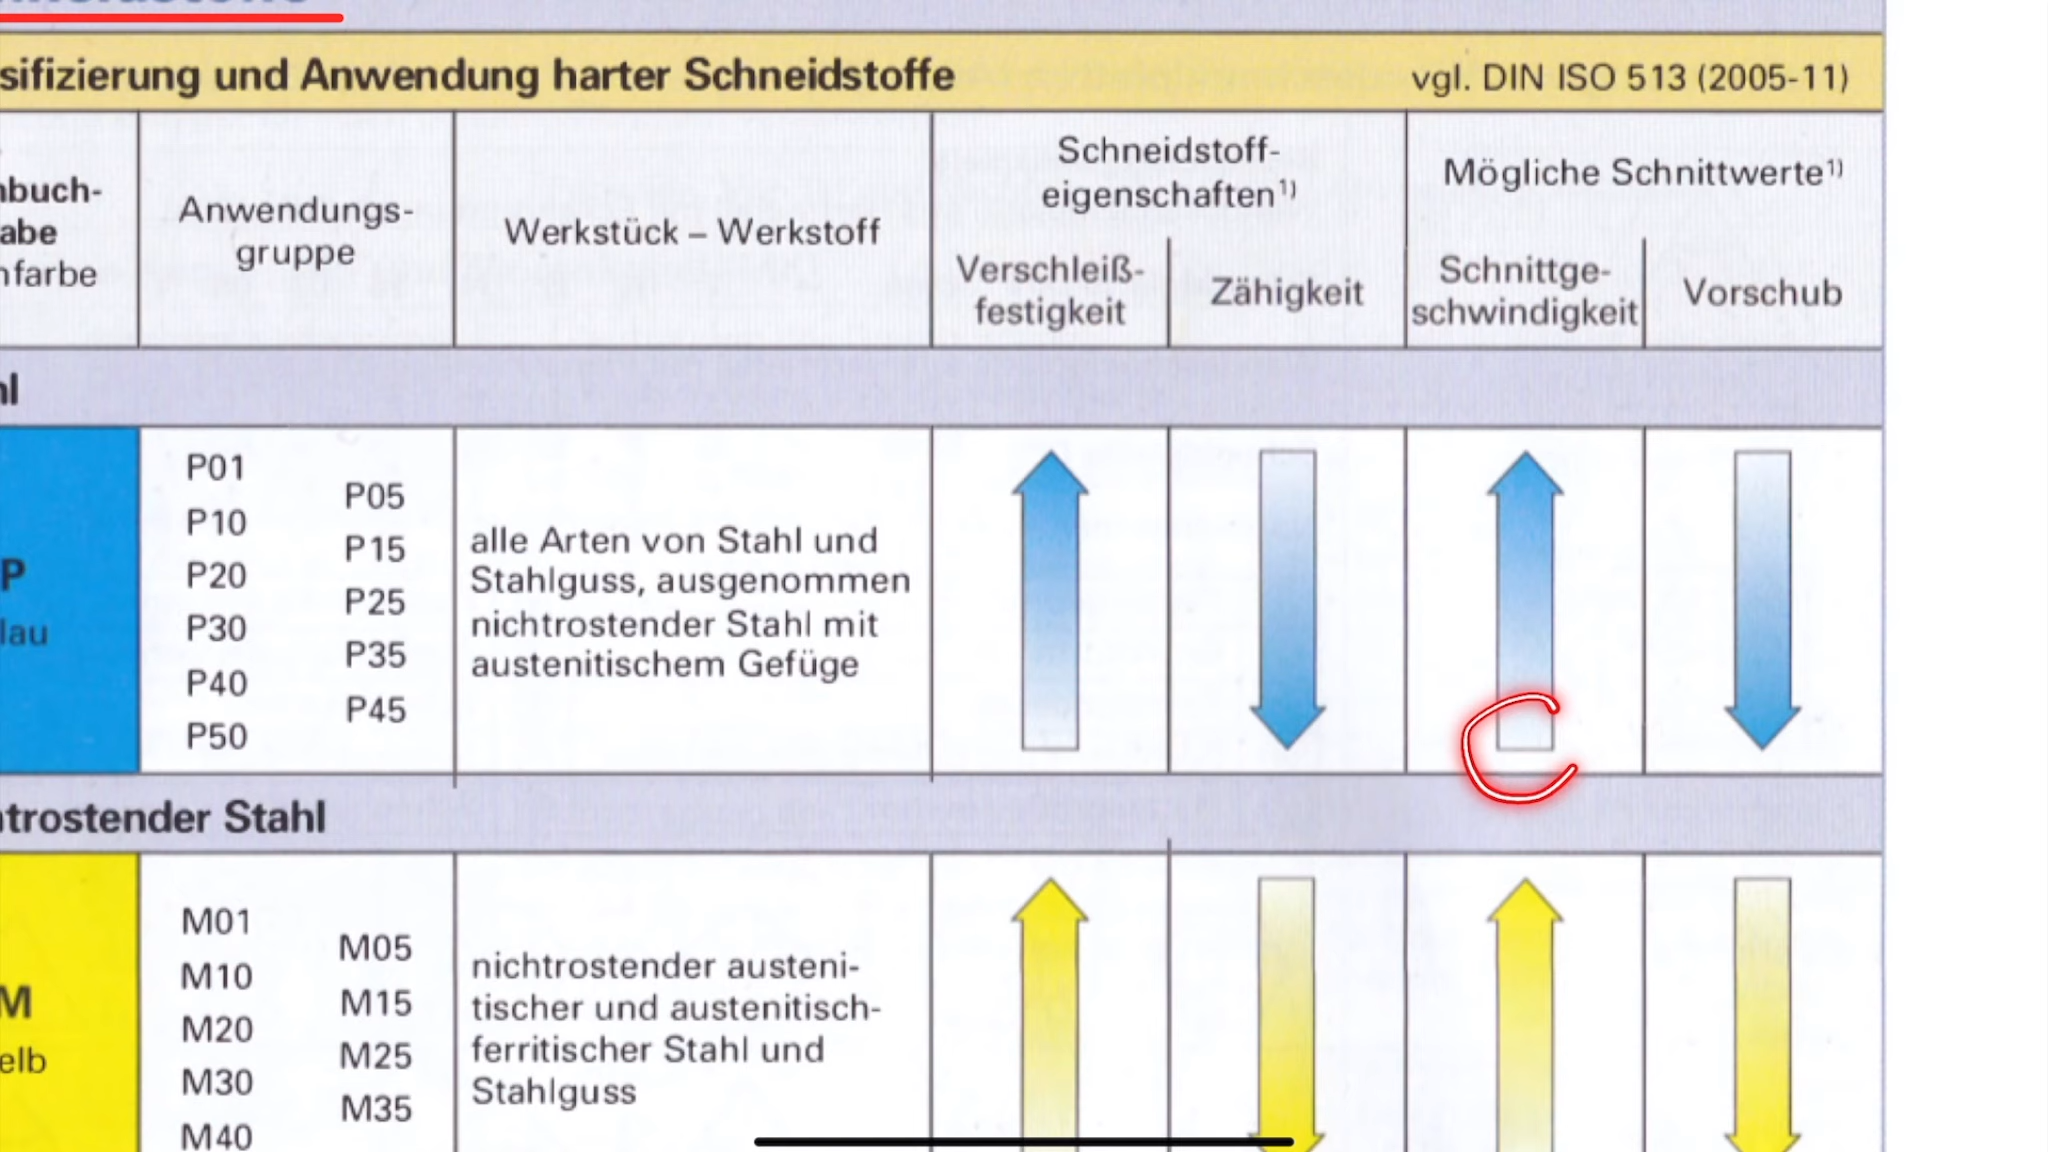 sifizierung und Anwendung harter Schneidstoffe vgl. DIN ISO 513 (2005-11)
Anwendungs-
gruppe
Werkstück – Werkstoff
Schneidstoff-
eigenschaften¹⁾
Mögliche Schnittwerte¹⁾
buch-
abe
farbe
Verschleiß-
festigkeit
Zähigkeit
Schnittge-
schwindigkeit
Vorschub
hl
P
lau
P01
P10
P20
P30
P40
P50
P05
P15
P25
P35
P45
alle Arten von Stahl und
Stahlguss, ausgenommen
nichtrostender Stahl mit
austenitischem Gefüge
trostender Stahl
M
elb
M01
M10
M20
M30
M40
M05
M15
M25
M35
nichtrostender austeni-
tischer und austenitisch-
ferritischer Stahl und
Stahlguss